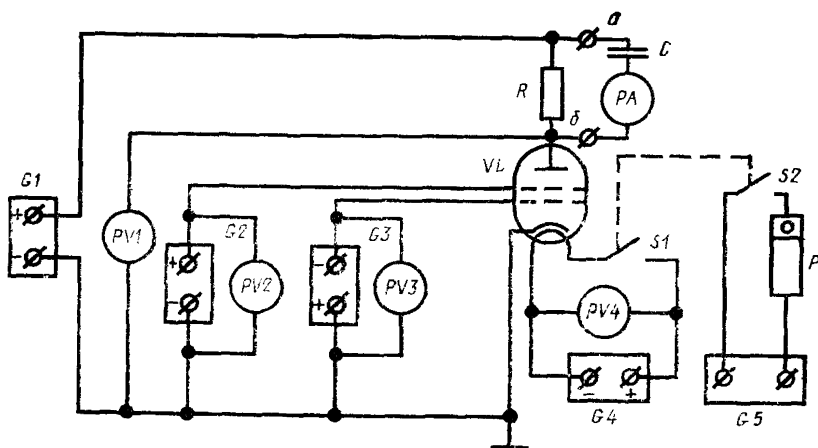 а
C
R
PA
б
VL
G1
+
-
PV1
G2
+
-
PV2
G3
-
+
PV3
S1
S2
P
PV4
-
+
G4
G5